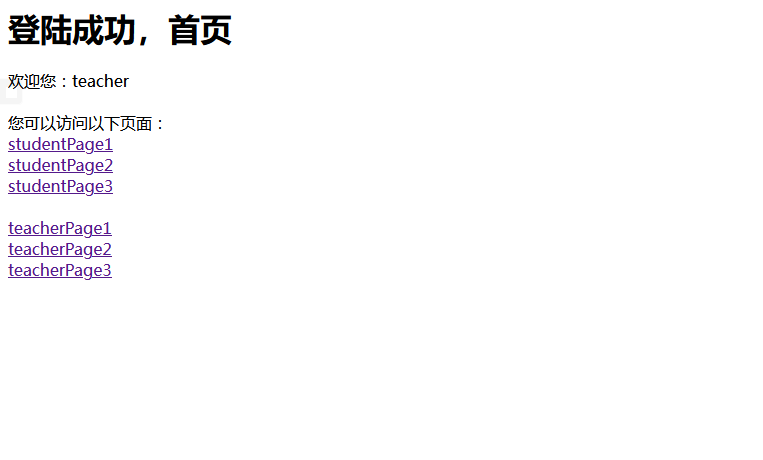 登陆成功，首页
欢迎您：teacher
您可以访问以下页面：
studentPage1
studentPage2
studentPage3
teacherPage1
teacherPage2
teacherPage3